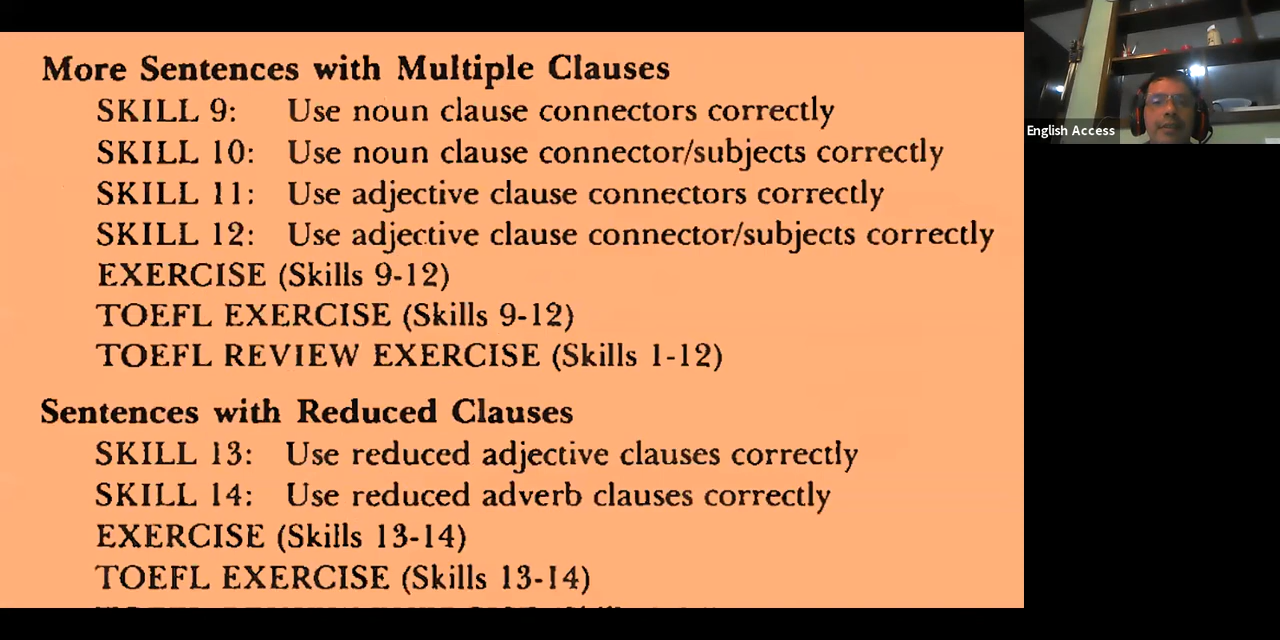 More Sentences with Multiple Clauses
SKILL 9: Use noun clause connectors correctly
SKILL 10: Use noun clause connector/subjects correctly
SKILL 11: Use adjective clause connectors correctly
SKILL 12: Use adjective clause connector/subjects correctly
EXERCISE (Skills 9-12)
TOEFL EXERCISE (Skills 9-12)
TOEFL REVIEW EXERCISE (Skills 1-12)
Sentences with Reduced Clauses
SKILL 13: Use reduced adjective clauses correctly
SKILL 14: Use reduced adverb clauses correctly
EXERCISE (Skills 13-14)
TOEFL EXERCISE (Skills 13-14)
English Access